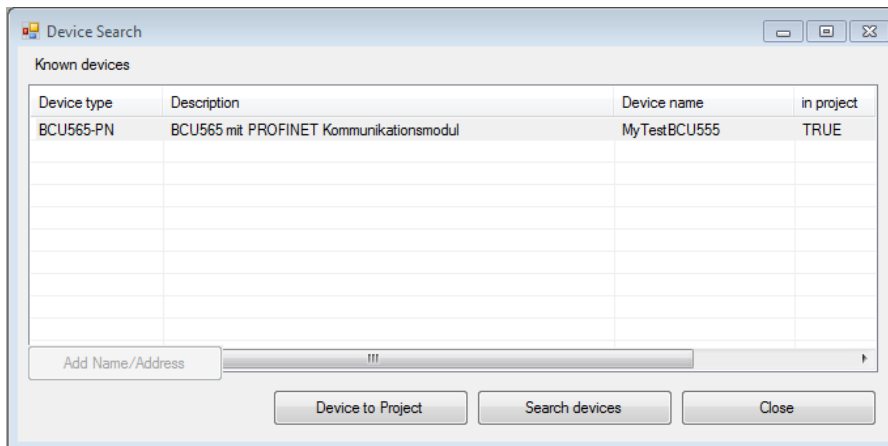 Device Search
Known devices
Device type Description Device name in project
BCU565-PN BCU565 mit PROFINET Kommunikationsmodul MyTestBCU555 TRUE
Add Name/Address
Device to Project Search devices Close